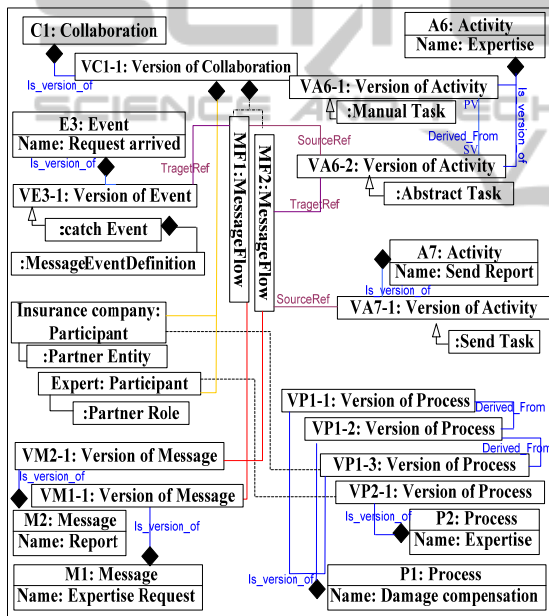 C1: Collaboration
A6: Activity
Name: Expertise
VC1-1: Version of Collaboration
Is_version_of
VA6-1: Version of Activity
:Manual Task
PV
Is_version_of
Derived_From
SV
E3: Event
Name: Request arrived
Is_version_of
SourceRef
TragetRef
MF1:MessageFlow
MF2:MessageFlow
VA6-2: Version of Activity
:Abstract Task
VE3-1: Version of Event
TragetRef
:catch Event
:MessageEventDefinition
A7: Activity
Name: Send Report
Is_version_of
SourceRef
VA7-1: Version of Activity
:Send Task
Insurance company:
Participant
:Partner Entity
Expert: Participant
:Partner Role
VP1-1: Version of Process
Derived_From
VP1-2: Version of Process
Derived_From
VP1-3: Version of Process
VP2-1: Version of Process
VM2-1: Version of Message
Is_version_of
VM1-1: Version of Message
Is_version_of
Is_version_of
M2: Message
Name: Report
P2: Process
Name: Expertise
M1: Message
Name: Expertise Request
Is_version_of
P1: Process
Name: Damage compensation